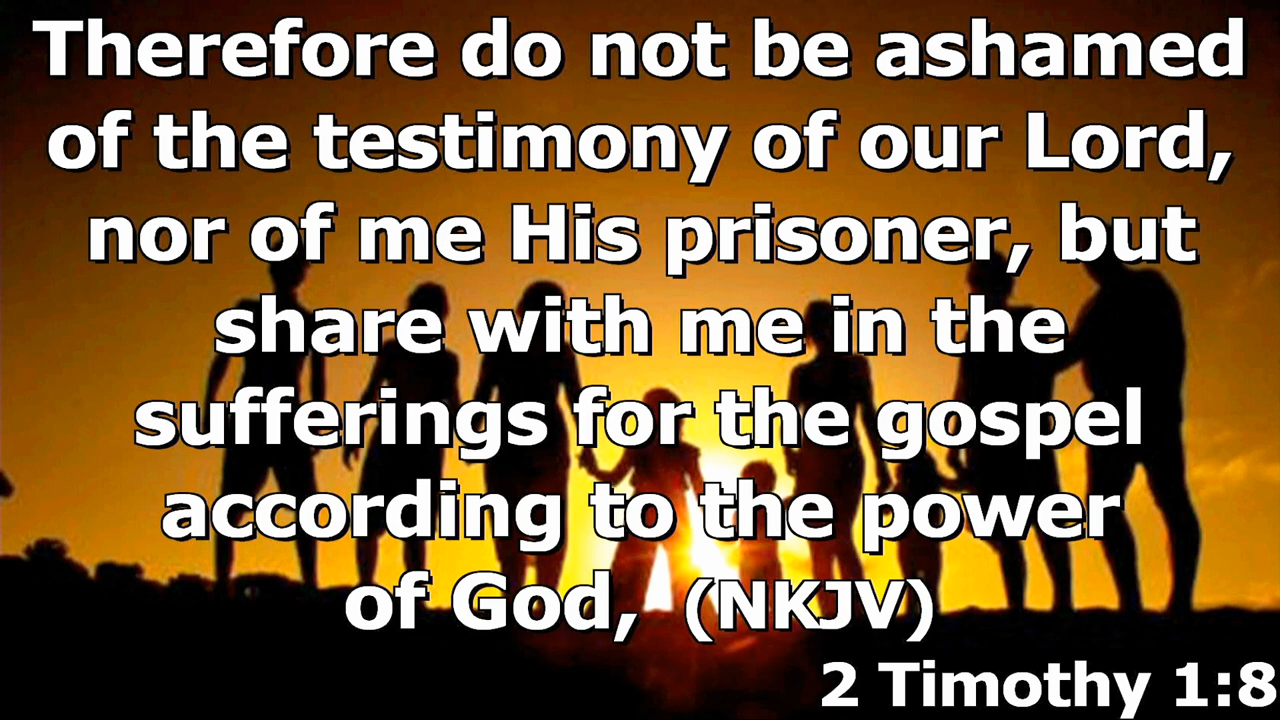 Therefore do not be ashamed
of the testimony of our Lord,
nor of me His prisoner, but
share with me in the
sufferings for the gospel
according to the power
of God, (NKJV)
2 Timothy 1:8